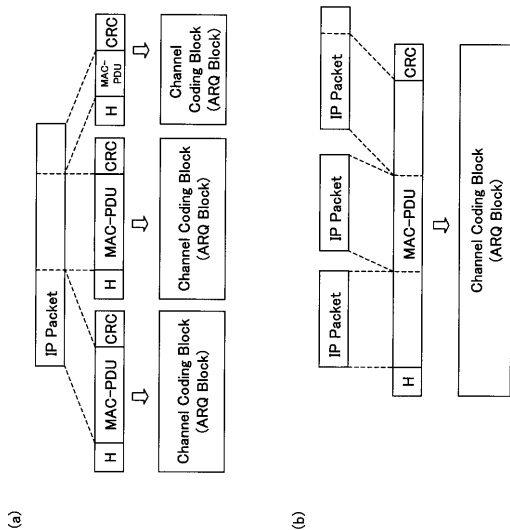 (a)
IP Packet
H MAC-PDU CRC
H MAC-PDU CRC
H MAC-
PDU CRC
Channel Coding Block
(ARQ Block)
Channel Coding Block
(ARQ Block)
Channel
Coding Block
(ARQ Block)
(b)
IP Packet
IP Packet
IP Packet
H MAC-PDU CRC
Channel Coding Block
(ARQ Block)